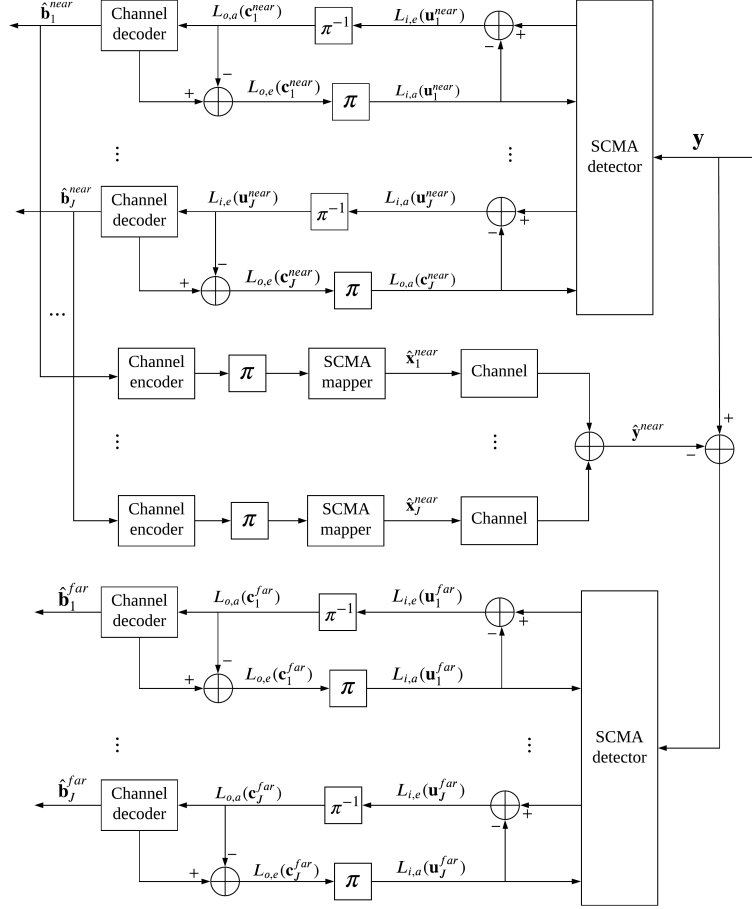 b̂₁ⁿᵉᵃʳ
Channel decoder
L_{o,a}(c₁^{near})
π⁻¹
L_{i,e}(u₁^{near})
−
+
+
−
L_{o,e}(c₁^{near})
π
L_{i,a}(u₁^{near})
SCMA detector
y
⋮
⋮
b̂_J^{near}
Channel decoder
L_{i,e}(u_J^{near})
π⁻¹
L_{i,a}(u_J^{near})
−
+
+
−
L_{o,e}(c_J^{near})
π
L_{o,a}(c_J^{near})
...
Channel encoder
π
SCMA mapper
x̂₁^{near}
Channel
⋮
⋮
ŷ^{near}
−
+
Channel encoder
π
SCMA mapper
x̂_J^{near}
Channel
b̂₁^{far}
Channel decoder
L_{o,a}(c₁^{far})
π⁻¹
L_{i,e}(u₁^{far})
−
+
+
−
L_{o,e}(c₁^{far})
π
L_{i,a}(u₁^{far})
SCMA detector
⋮
⋮
b̂_J^{far}
Channel decoder
L_{o,a}(c_J^{far})
π⁻¹
L_{i,e}(u_J^{far})
−
+
+
−
L_{o,e}(c_J^{far})
π
L_{i,a}(u_J^{far})